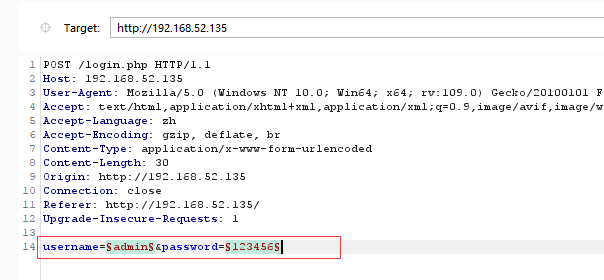 Target: http://192.168.52.135
1 POST /login.php HTTP/1.1
2 Host: 192.168.52.135
3 User-Agent: Mozilla/5.0 (Windows NT 10.0; Win64; x64; rv:109.0) Gecko/20100101 F
4 Accept: text/html,application/xhtml+xml,application/xml;q=0.9,image/avif,image/w
5 Accept-Language: zh
6 Accept-Encoding: gzip, deflate, br
7 Content-Type: application/x-www-form-urlencoded
8 Content-Length: 30
9 Origin: http://192.168.52.135
10 Connection: close
11 Referer: http://192.168.52.135/
12 Upgrade-Insecure-Requests: 1
13
14 username=§admin§&password=§123456§